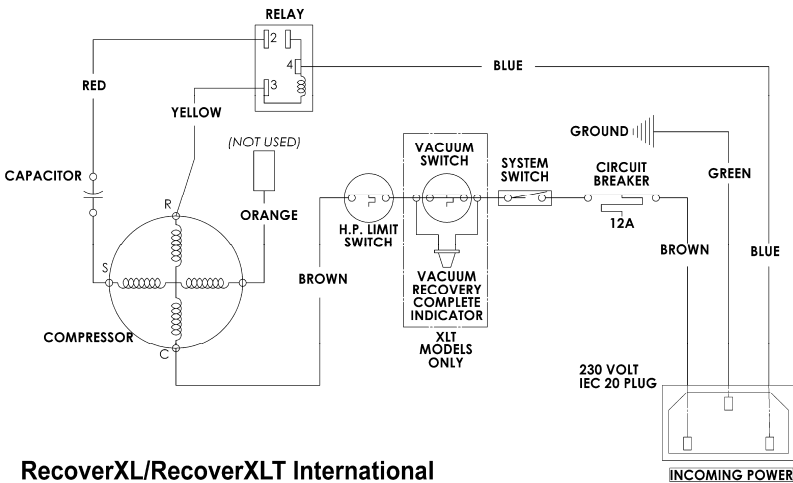 RELAY
2
4
3
BLUE
RED
YELLOW
(NOT USED)
CAPACITOR
R
ORANGE
S
COMPRESSOR
C
BROWN
H.P. LIMIT
SWITCH
VACUUM
SWITCH
VACUUM
RECOVERY
COMPLETE
INDICATOR
XLT
MODELS
ONLY
SYSTEM
SWITCH
GROUND
CIRCUIT
BREAKER
12A
GREEN
BROWN
BLUE
230 VOLT
IEC 20 PLUG
INCOMING POWER
RecoverXL/RecoverXLT International